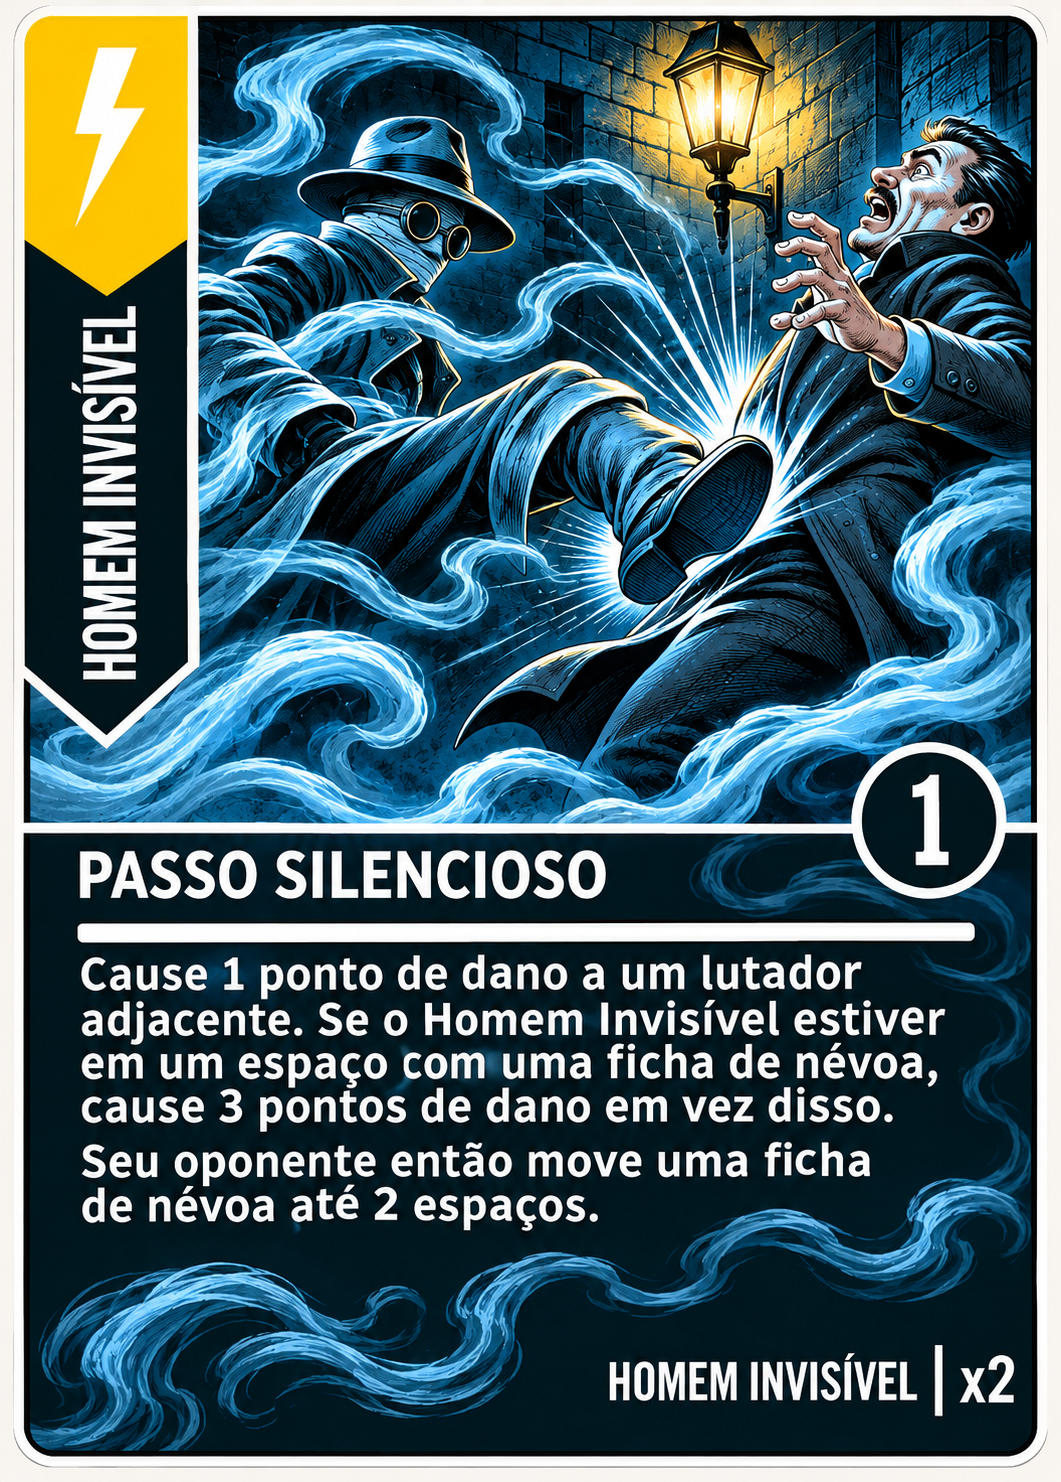 HOMEM INVISÍVEL
1
PASSO SILENCIOSO
Cause 1 ponto de dano a um lutador
adjacente. Se o Homem Invisível estiver
em um espaço com uma ficha de névoa,
cause 3 pontos de dano em vez disso.
Seu oponente então move uma ficha
de névoa até 2 espaços.
HOMEM INVISÍVEL | x2